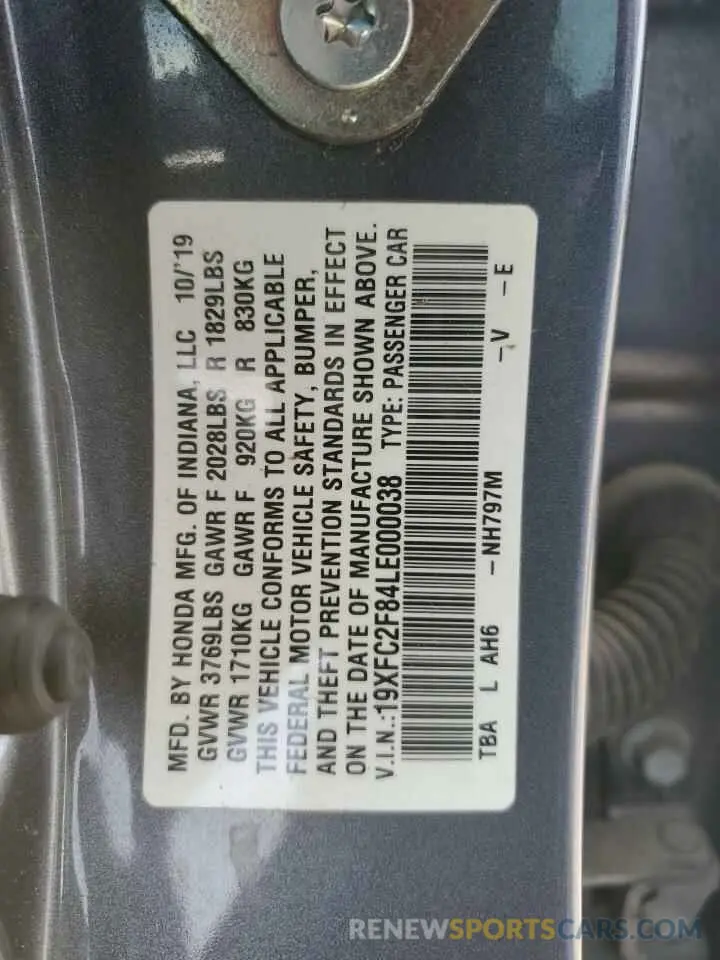 MFD. BY HONDA MFG. OF INDIANA, LLC 10/'19
GVWR 3769LBS GAWR F 2028LBS R 1829LBS
GVWR 1710KG GAWR F 920KG R 830KG
THIS VEHICLE CONFORMS TO ALL APPLICABLE
FEDERAL MOTOR VEHICLE SAFETY, BUMPER,
AND THEFT PREVENTION STANDARDS IN EFFECT
ON THE DATE OF MANUFACTURE SHOWN ABOVE.
V.I.N.:19XFC2F84LE000038 TYPE: PASSENGER CAR
TBA L AH6 -NH797M -V -E
RENEWSPORTSCARS.COM